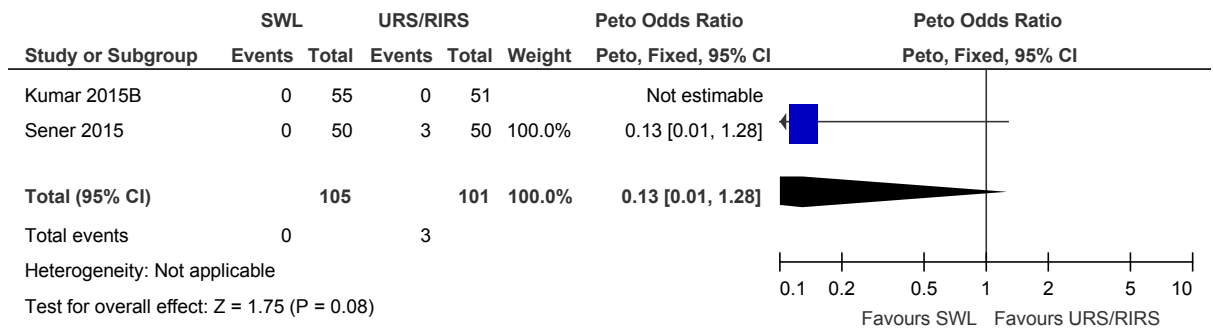 SWL URS/RIRS Peto Odds Ratio Peto Odds Ratio
Study or Subgroup Events Total Events Total Weight Peto, Fixed, 95% CI Peto, Fixed, 95% CI
Kumar 2015B 0 55 0 51 Not estimable
Sener 2015 0 50 3 50 100.0% 0.13 [0.01, 1.28]
Total (95% CI) 105 101 100.0% 0.13 [0.01, 1.28]
Total events 0 3
Heterogeneity: Not applicable
Test for overall effect: Z = 1.75 (P = 0.08)
0.1 0.2 0.5 1 2 5 10
Favours SWL Favours URS/RIRS